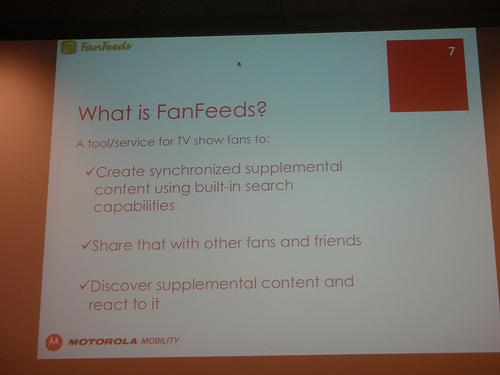 FanFeeds
7
What is FanFeeds?
A tool/service for TV show fans to:
✓Create synchronized supplemental
content using built-in search
capabilities
✓Share that with other fans and friends
✓Discover supplemental content and
react to it
MOTOROLA MOBILITY